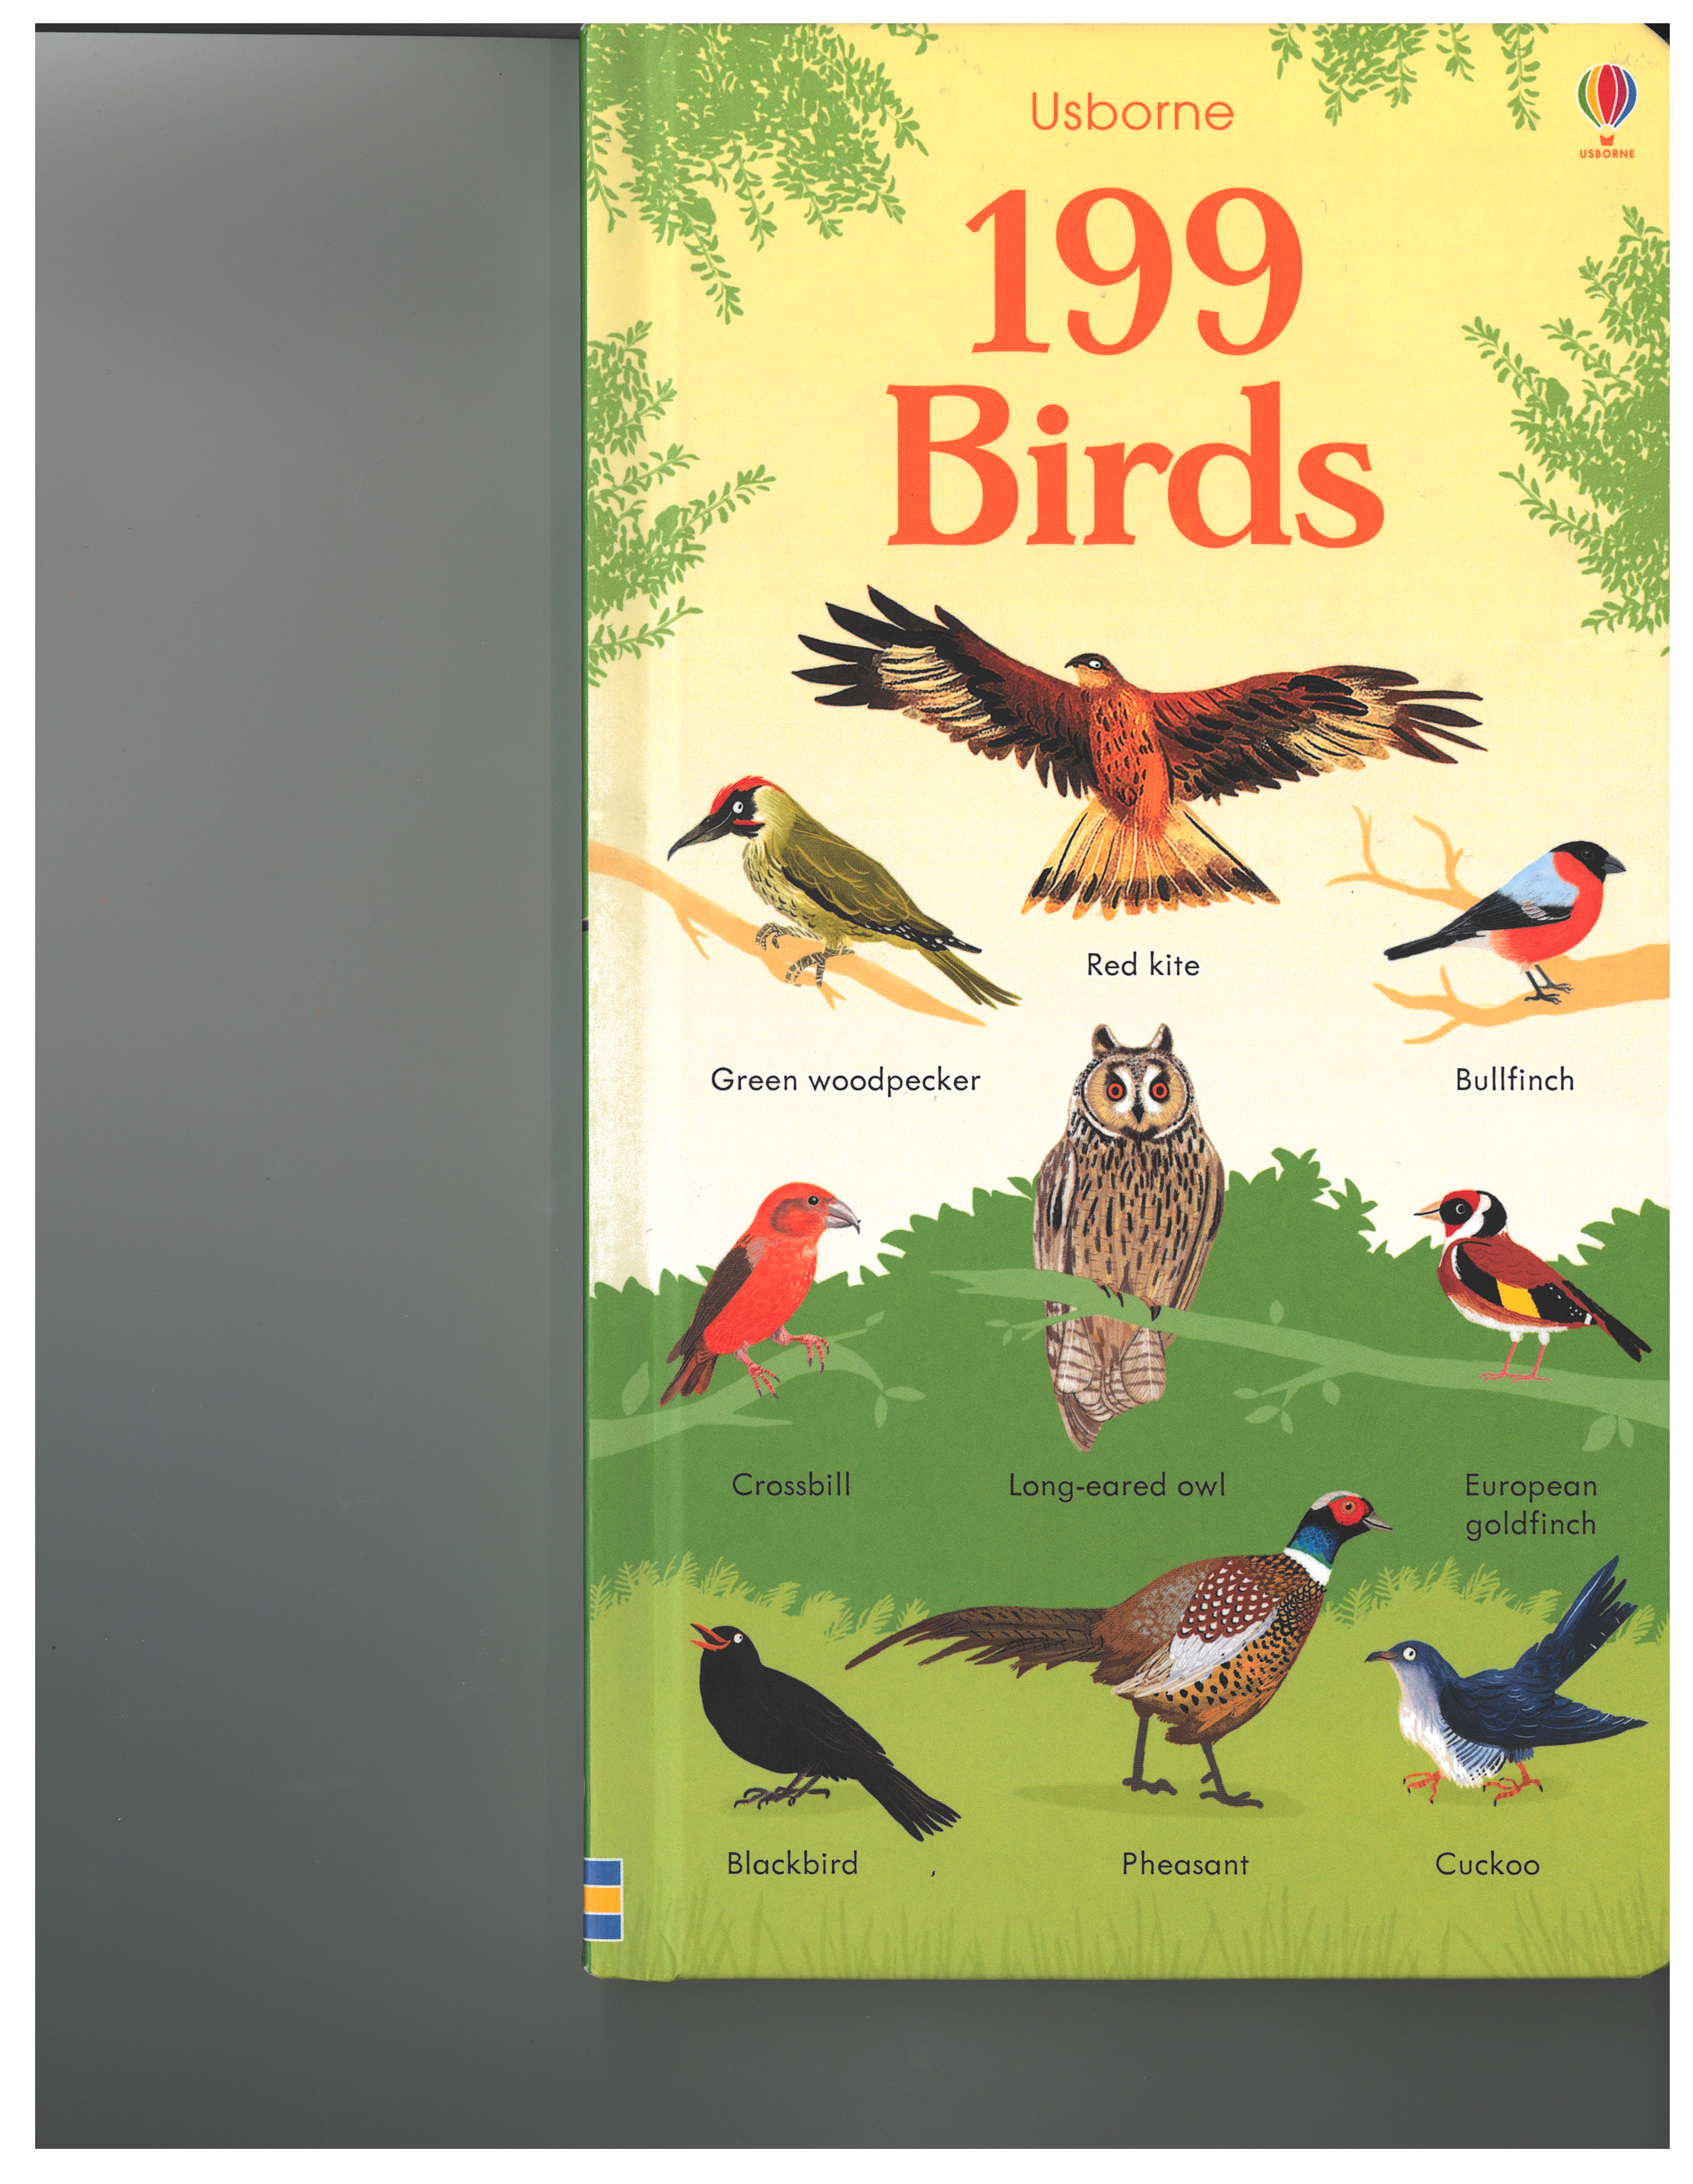 Usborne
USBORNE
199
Birds
Red kite
Green woodpecker
Bullfinch
Crossbill
Long-eared owl
European
goldfinch
Blackbird
Pheasant
Cuckoo